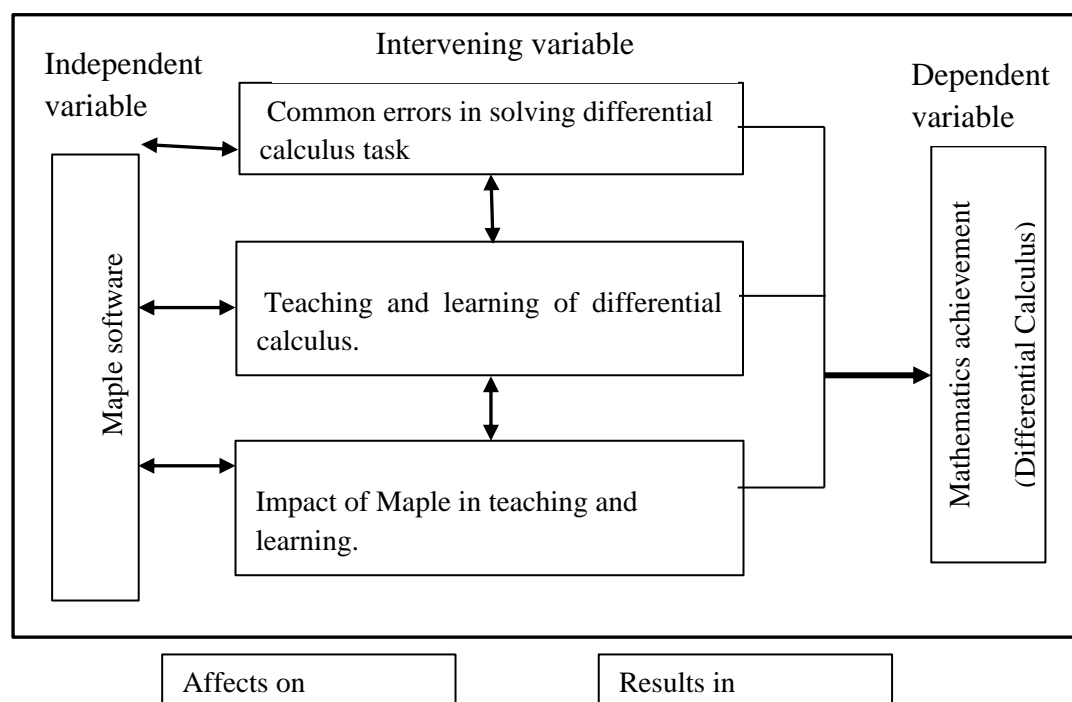 Intervening variable
Independent
variable
Dependent
variable
Common errors in solving differential
calculus task
Maple software
Teaching and learning of differential
calculus.
Impact of Maple in teaching and
learning.
Mathematics achievement
(Differential Calculus)
Affects on
Results in